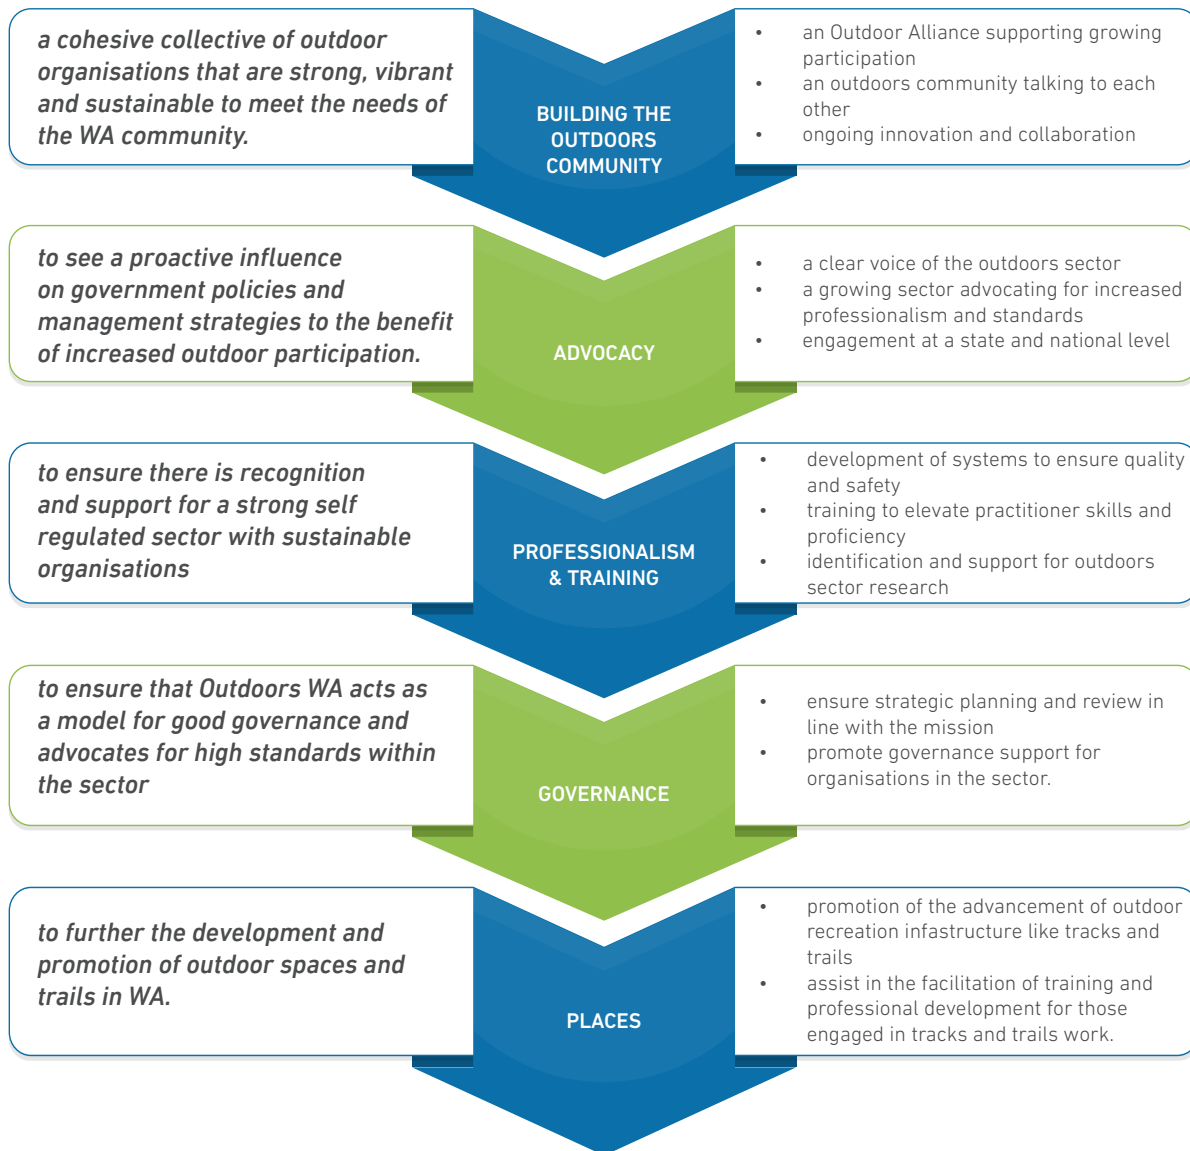 a cohesive collective of outdoor
organisations that are strong, vibrant
and sustainable to meet the needs of
the WA community.
BUILDING THE
OUTDOORS
COMMUNITY
• an Outdoor Alliance supporting growing
participation
• an outdoors community talking to each
other
• ongoing innovation and collaboration
to see a proactive influence
on government policies and
management strategies to the benefit
of increased outdoor participation.
ADVOCACY
• a clear voice of the outdoors sector
• a growing sector advocating for increased
professionalism and standards
• engagement at a state and national level
to ensure there is recognition
and support for a strong self
regulated sector with sustainable
organisations
PROFESSIONALISM
& TRAINING
• development of systems to ensure quality
and safety
• training to elevate practitioner skills and
proficiency
• identification and support for outdoors
sector research
to ensure that Outdoors WA acts as
a model for good governance and
advocates for high standards within
the sector
GOVERNANCE
• ensure strategic planning and review in
line with the mission
• promote governance support for
organisations in the sector.
to further the development and
promotion of outdoor spaces and
trails in WA.
PLACES
• promotion of the advancement of outdoor
recreation infastructure like tracks and
trails
• assist in the facilitation of training and
professional development for those
engaged in tracks and trails work.